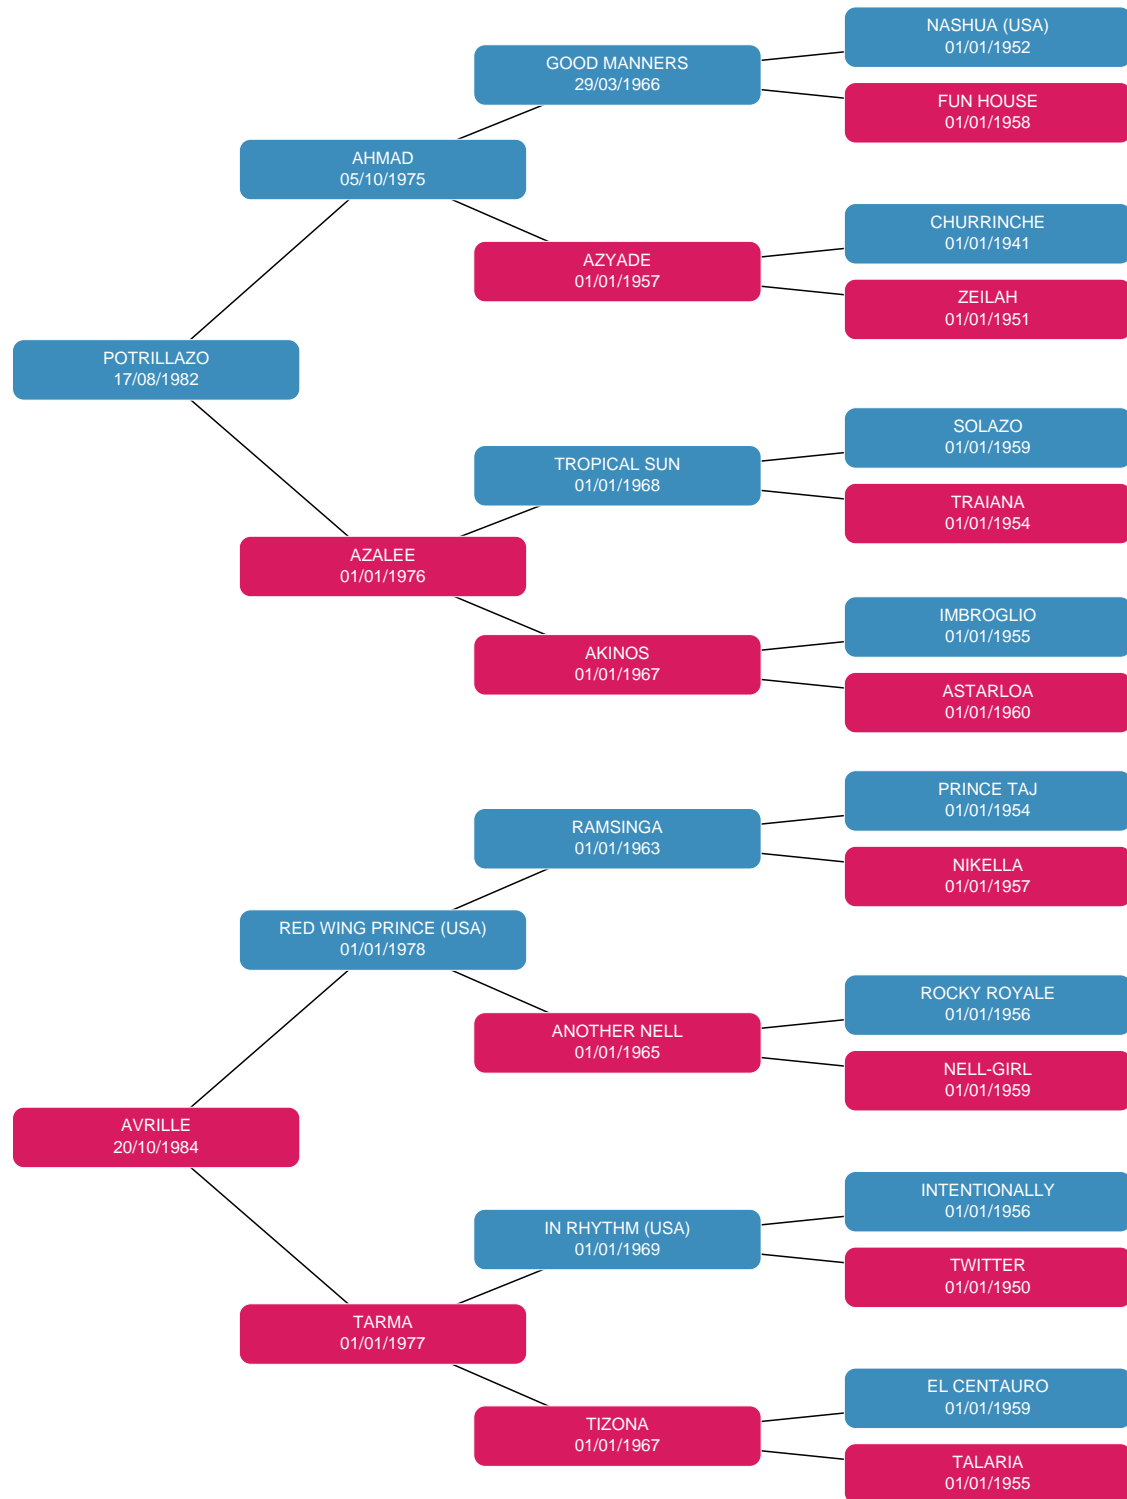 NASHUA (USA)
01/01/1952
GOOD MANNERS
29/03/1966
FUN HOUSE
01/01/1958
AHMAD
05/10/1975
CHURRINCHE
01/01/1941
AZYADE
01/01/1957
ZEILAH
01/01/1951
POTRILLAZO
17/08/1982
SOLAZO
01/01/1959
TROPICAL SUN
01/01/1968
TRAIANA
01/01/1954
AZALEE
01/01/1976
IMBROGLIO
01/01/1955
AKINOS
01/01/1967
ASTARLOA
01/01/1960
PRINCE TAJ
01/01/1954
RAMSINGA
01/01/1963
NIKELLA
01/01/1957
RED WING PRINCE (USA)
01/01/1978
ROCKY ROYALE
01/01/1956
ANOTHER NELL
01/01/1965
NELL-GIRL
01/01/1959
AVRILLE
20/10/1984
INTENTIONALLY
01/01/1956
IN RHYTHM (USA)
01/01/1969
TWITTER
01/01/1950
TARMA
01/01/1977
EL CENTAURO
01/01/1959
TIZONA
01/01/1967
TALARIA
01/01/1955